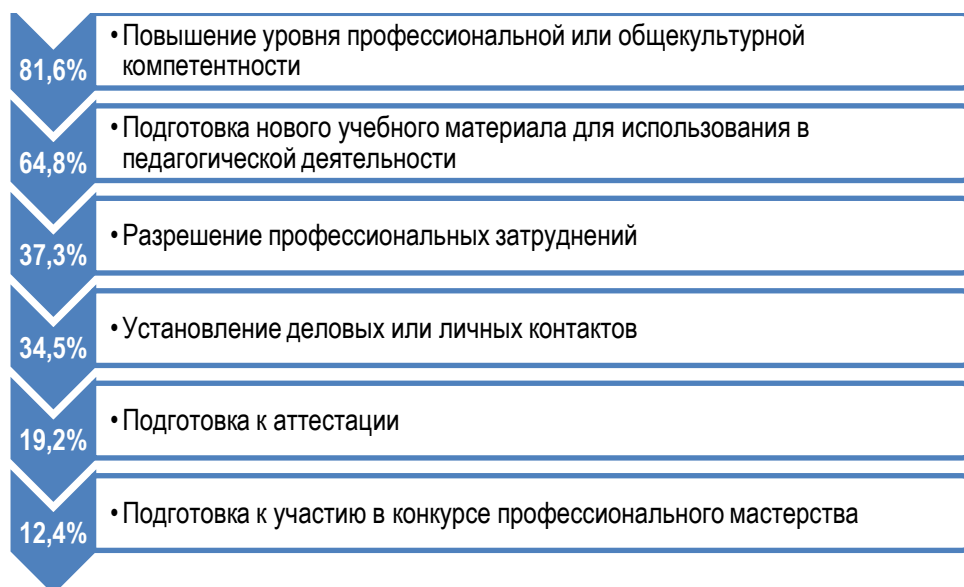 81,6%
• Повышение уровня профессиональной или общекультурной
компетентности
64,8%
• Подготовка нового учебного материала для использования в
педагогической деятельности
37,3%
• Разрешение профессиональных затруднений
34,5%
• Установление деловых или личных контактов
19,2%
• Подготовка к аттестации
12,4%
• Подготовка к участию в конкурсе профессионального мастерства